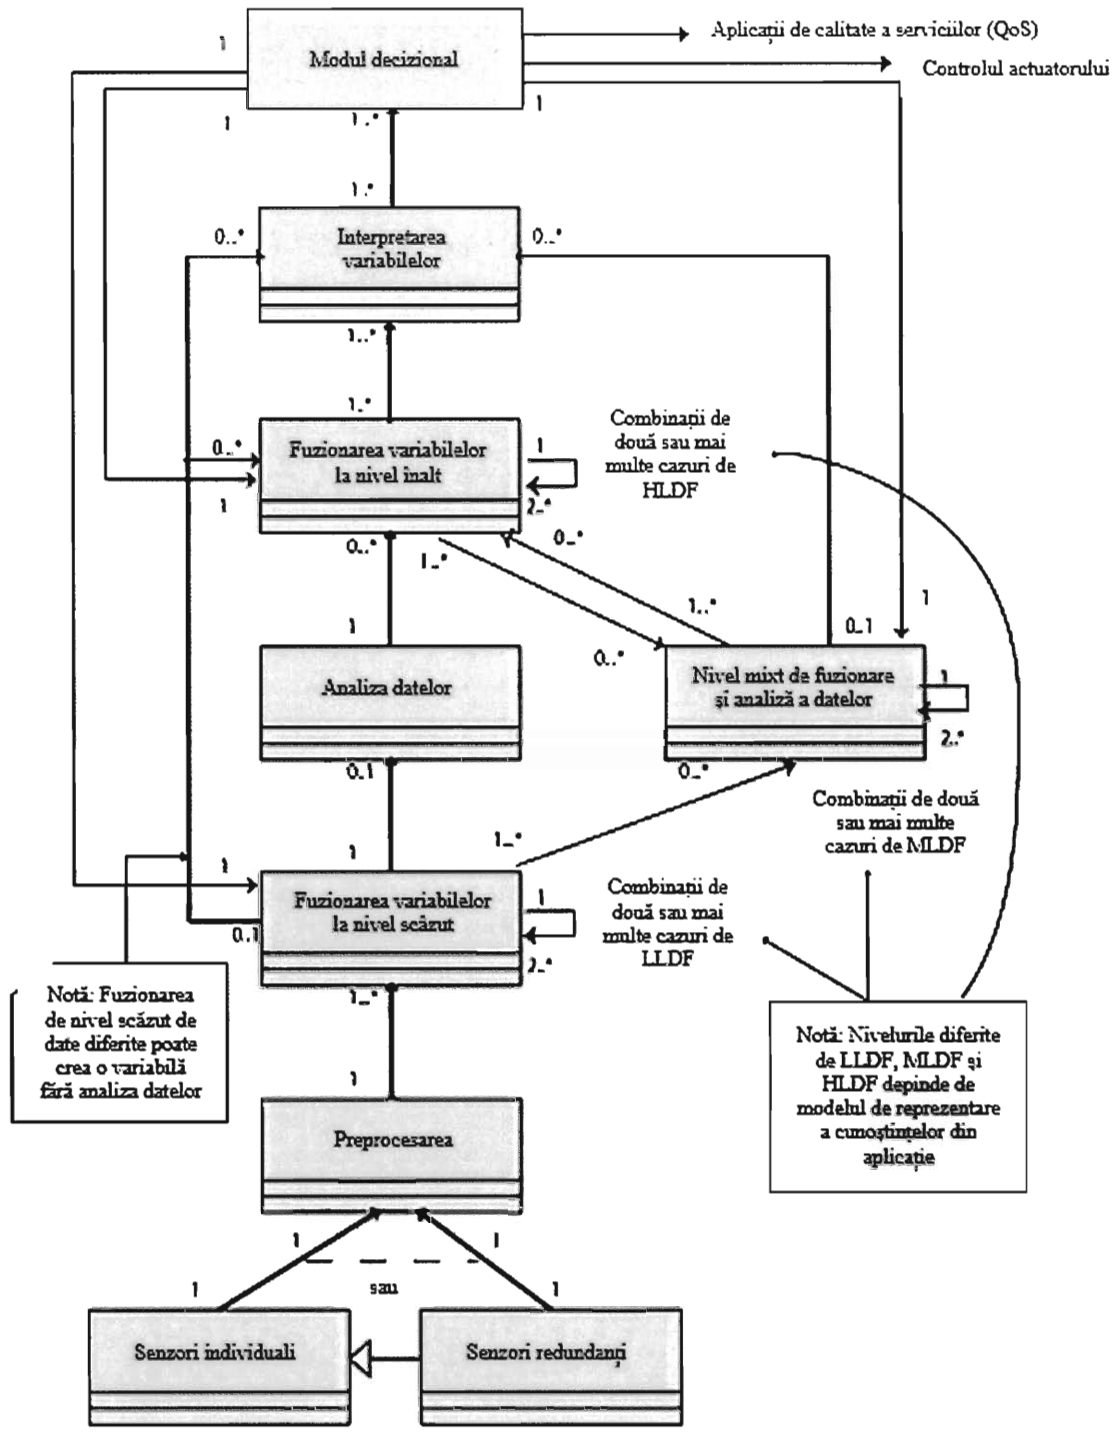 1
Modul decizional
Aplicații de calitate a serviciilor (QoS)
Controlul actuatorului
1
1
1..*
1..*
0..*
Interpretarea
variabilelor
0..*
1..*
1..*
0..*
Fuzionarea variabilelor
la nivel înalt
1
2..*
1
Combinații de
două sau mai
multe cazuri de
HLDF
0..*
1..*
0..*
1..*
1
0..*
0..1
1
1
Analiza datelor
Nivel mixt de fuzionare
și analiză a datelor
1
2..*
0..1
0..*
Combinații de două
sau mai multe
cazuri de MLDF
1..*
1
1
Fuzionarea variabilelor
la nivel scăzut
1
2..*
0..1
Combinații de
două sau mai
multe cazuri de
LLDF
1..*
Notă: Fuzionarea
de nivel scăzut de
date diferite poate
crea o variabilă
fără analiza datelor
Notă: Nivelurile diferite
de LLDF, MLDF și
HLDF depinde de
modelul de reprezentare
a cunoștințelor din
aplicație
1
Preprocesarea
1
1
sau
1
1
Senzori individuali
Senzori redundanți